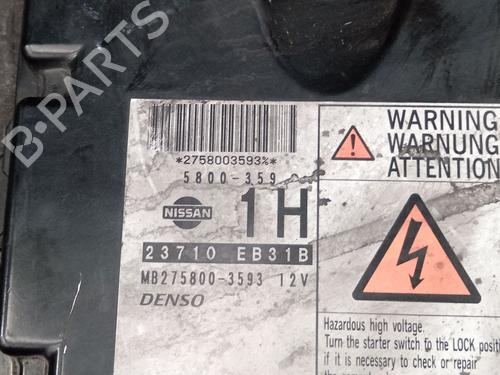 B-PARTS
*2758003593%*
5800-359
NISSAN
1H
23710 EB31B
MB275800-3593 12V
DENSO
WARNING
WARNUNG
ATTENTION
Hazardous high voltage.
Turn the starter switch to the LOCK positi
if it is necessary to check or repair